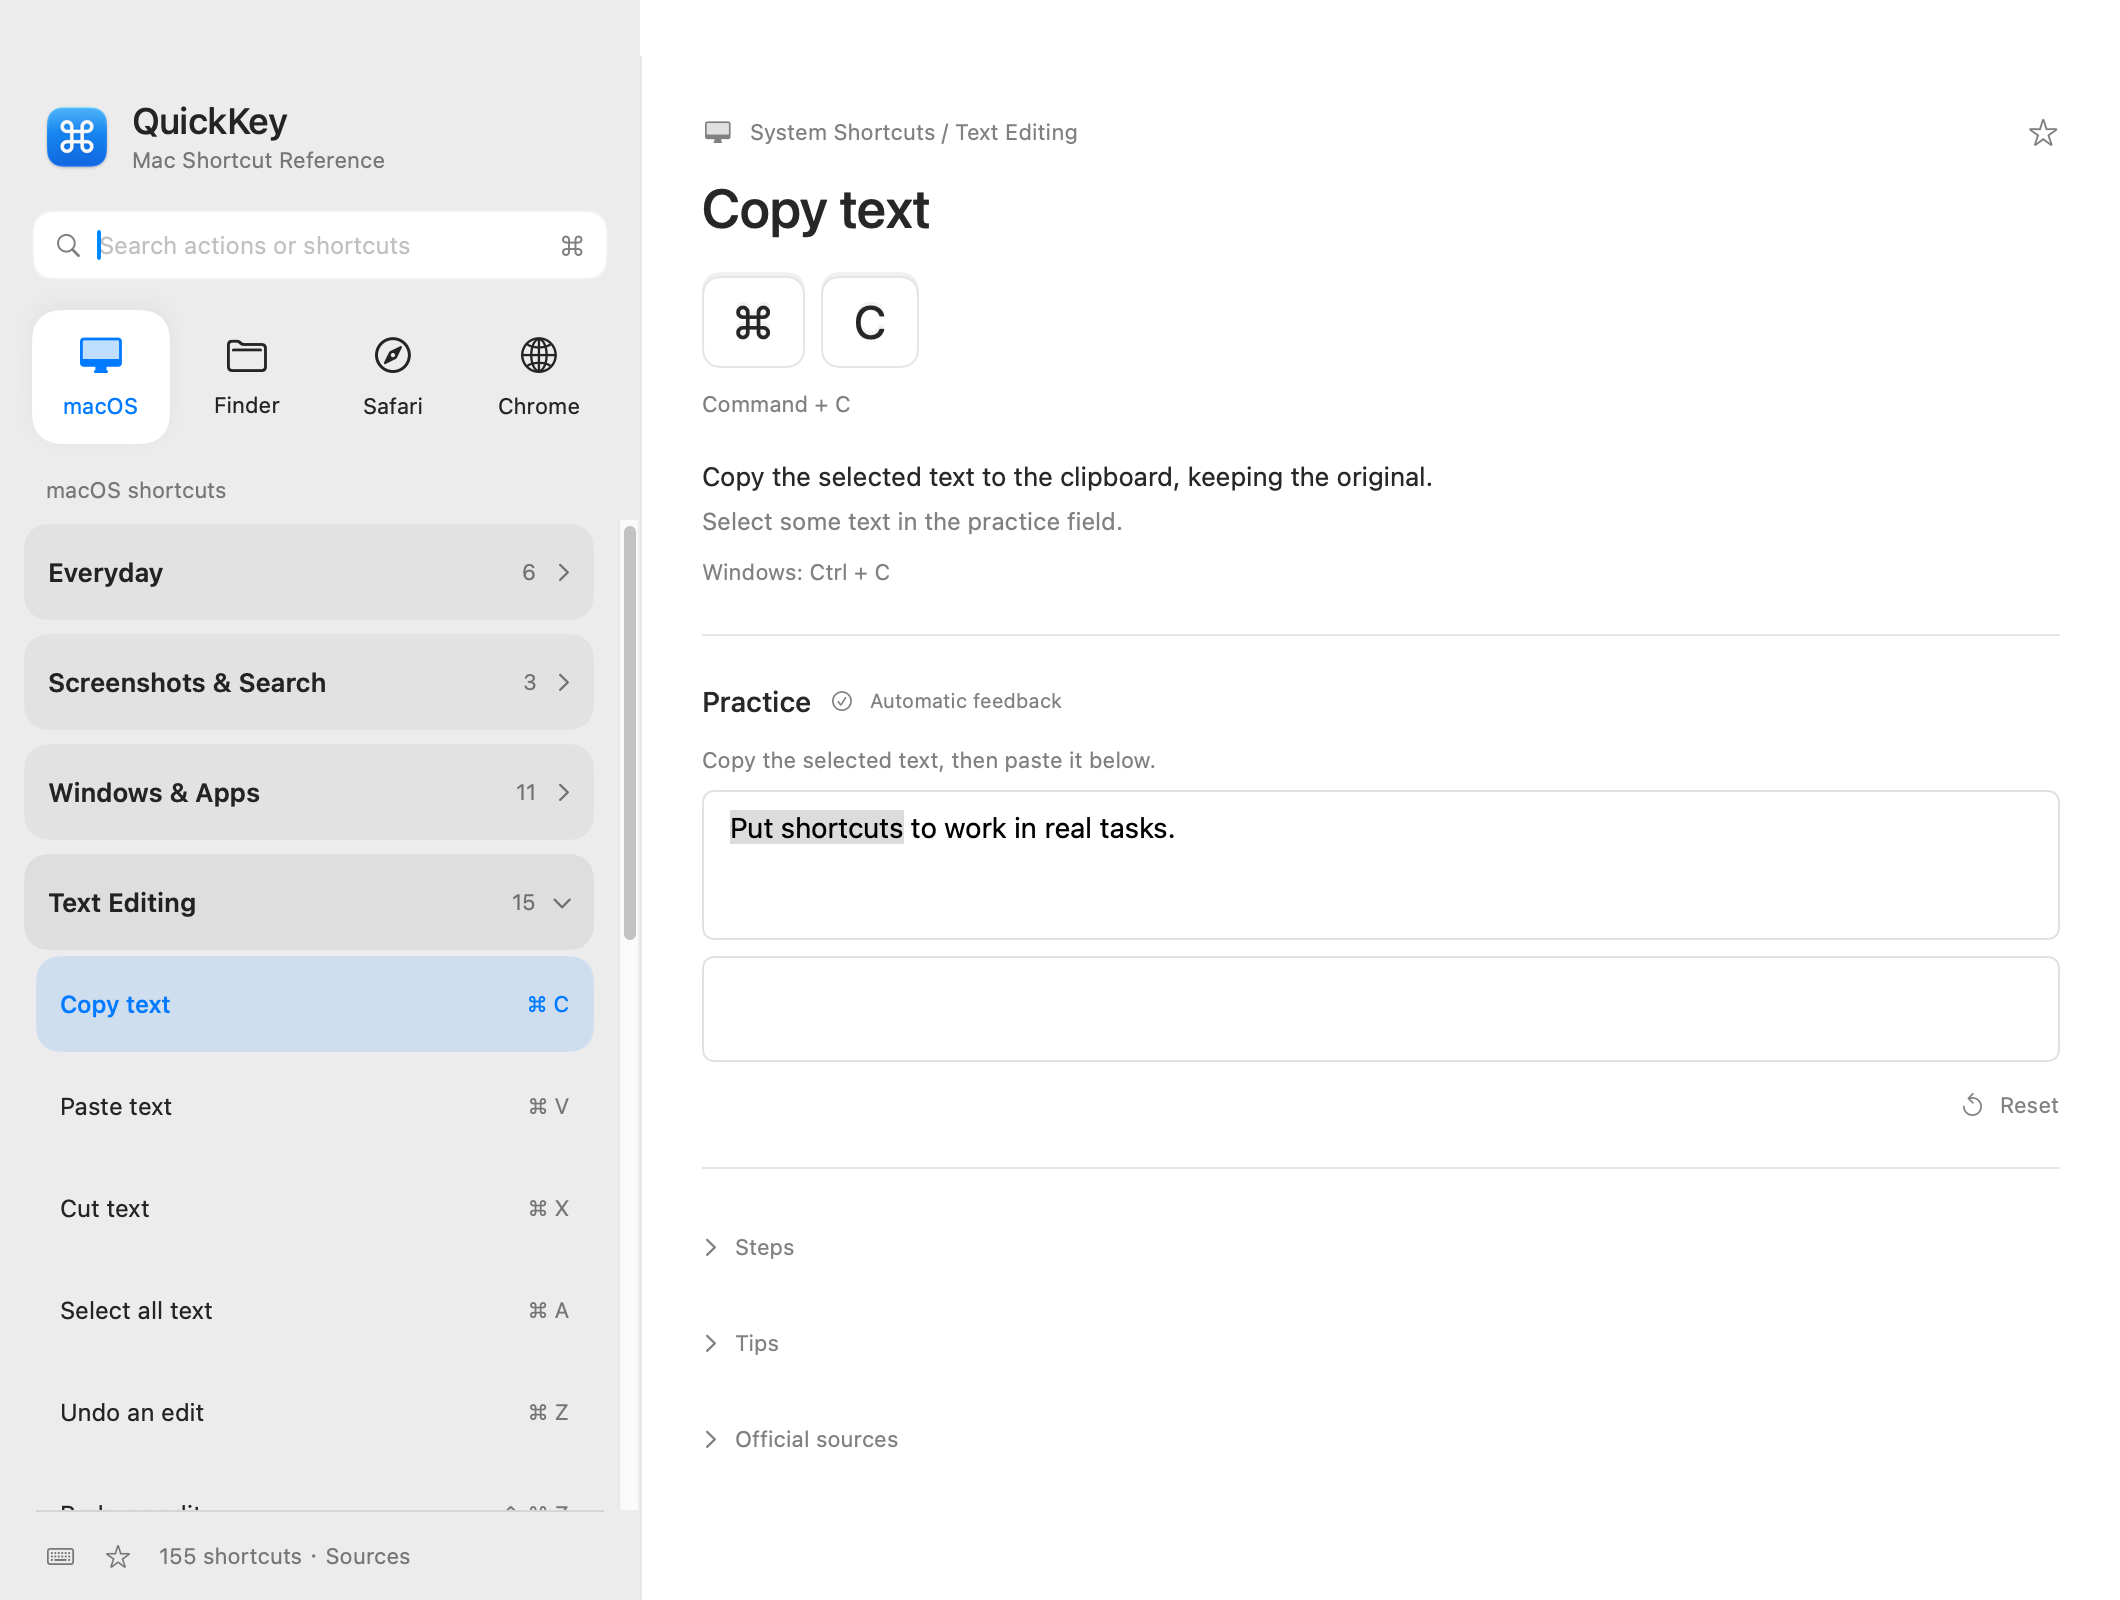 QuickKey
Mac Shortcut Reference
Search actions or shortcuts ⌘
macOS
Finder
Safari
Chrome
macOS shortcuts
Everyday 6
Screenshots & Search 3
Windows & Apps 11
Text Editing 15
Copy text ⌘ C
Paste text ⌘ V
Cut text ⌘ X
Select all text ⌘ A
Undo an edit ⌘ Z
155 shortcuts · Sources
System Shortcuts / Text Editing
Copy text
⌘ C
Command + C
Copy the selected text to the clipboard, keeping the original.
Select some text in the practice field.
Windows: Ctrl + C
Practice Automatic feedback
Copy the selected text, then paste it below.
Put shortcuts to work in real tasks.
Reset
Steps
Tips
Official sources